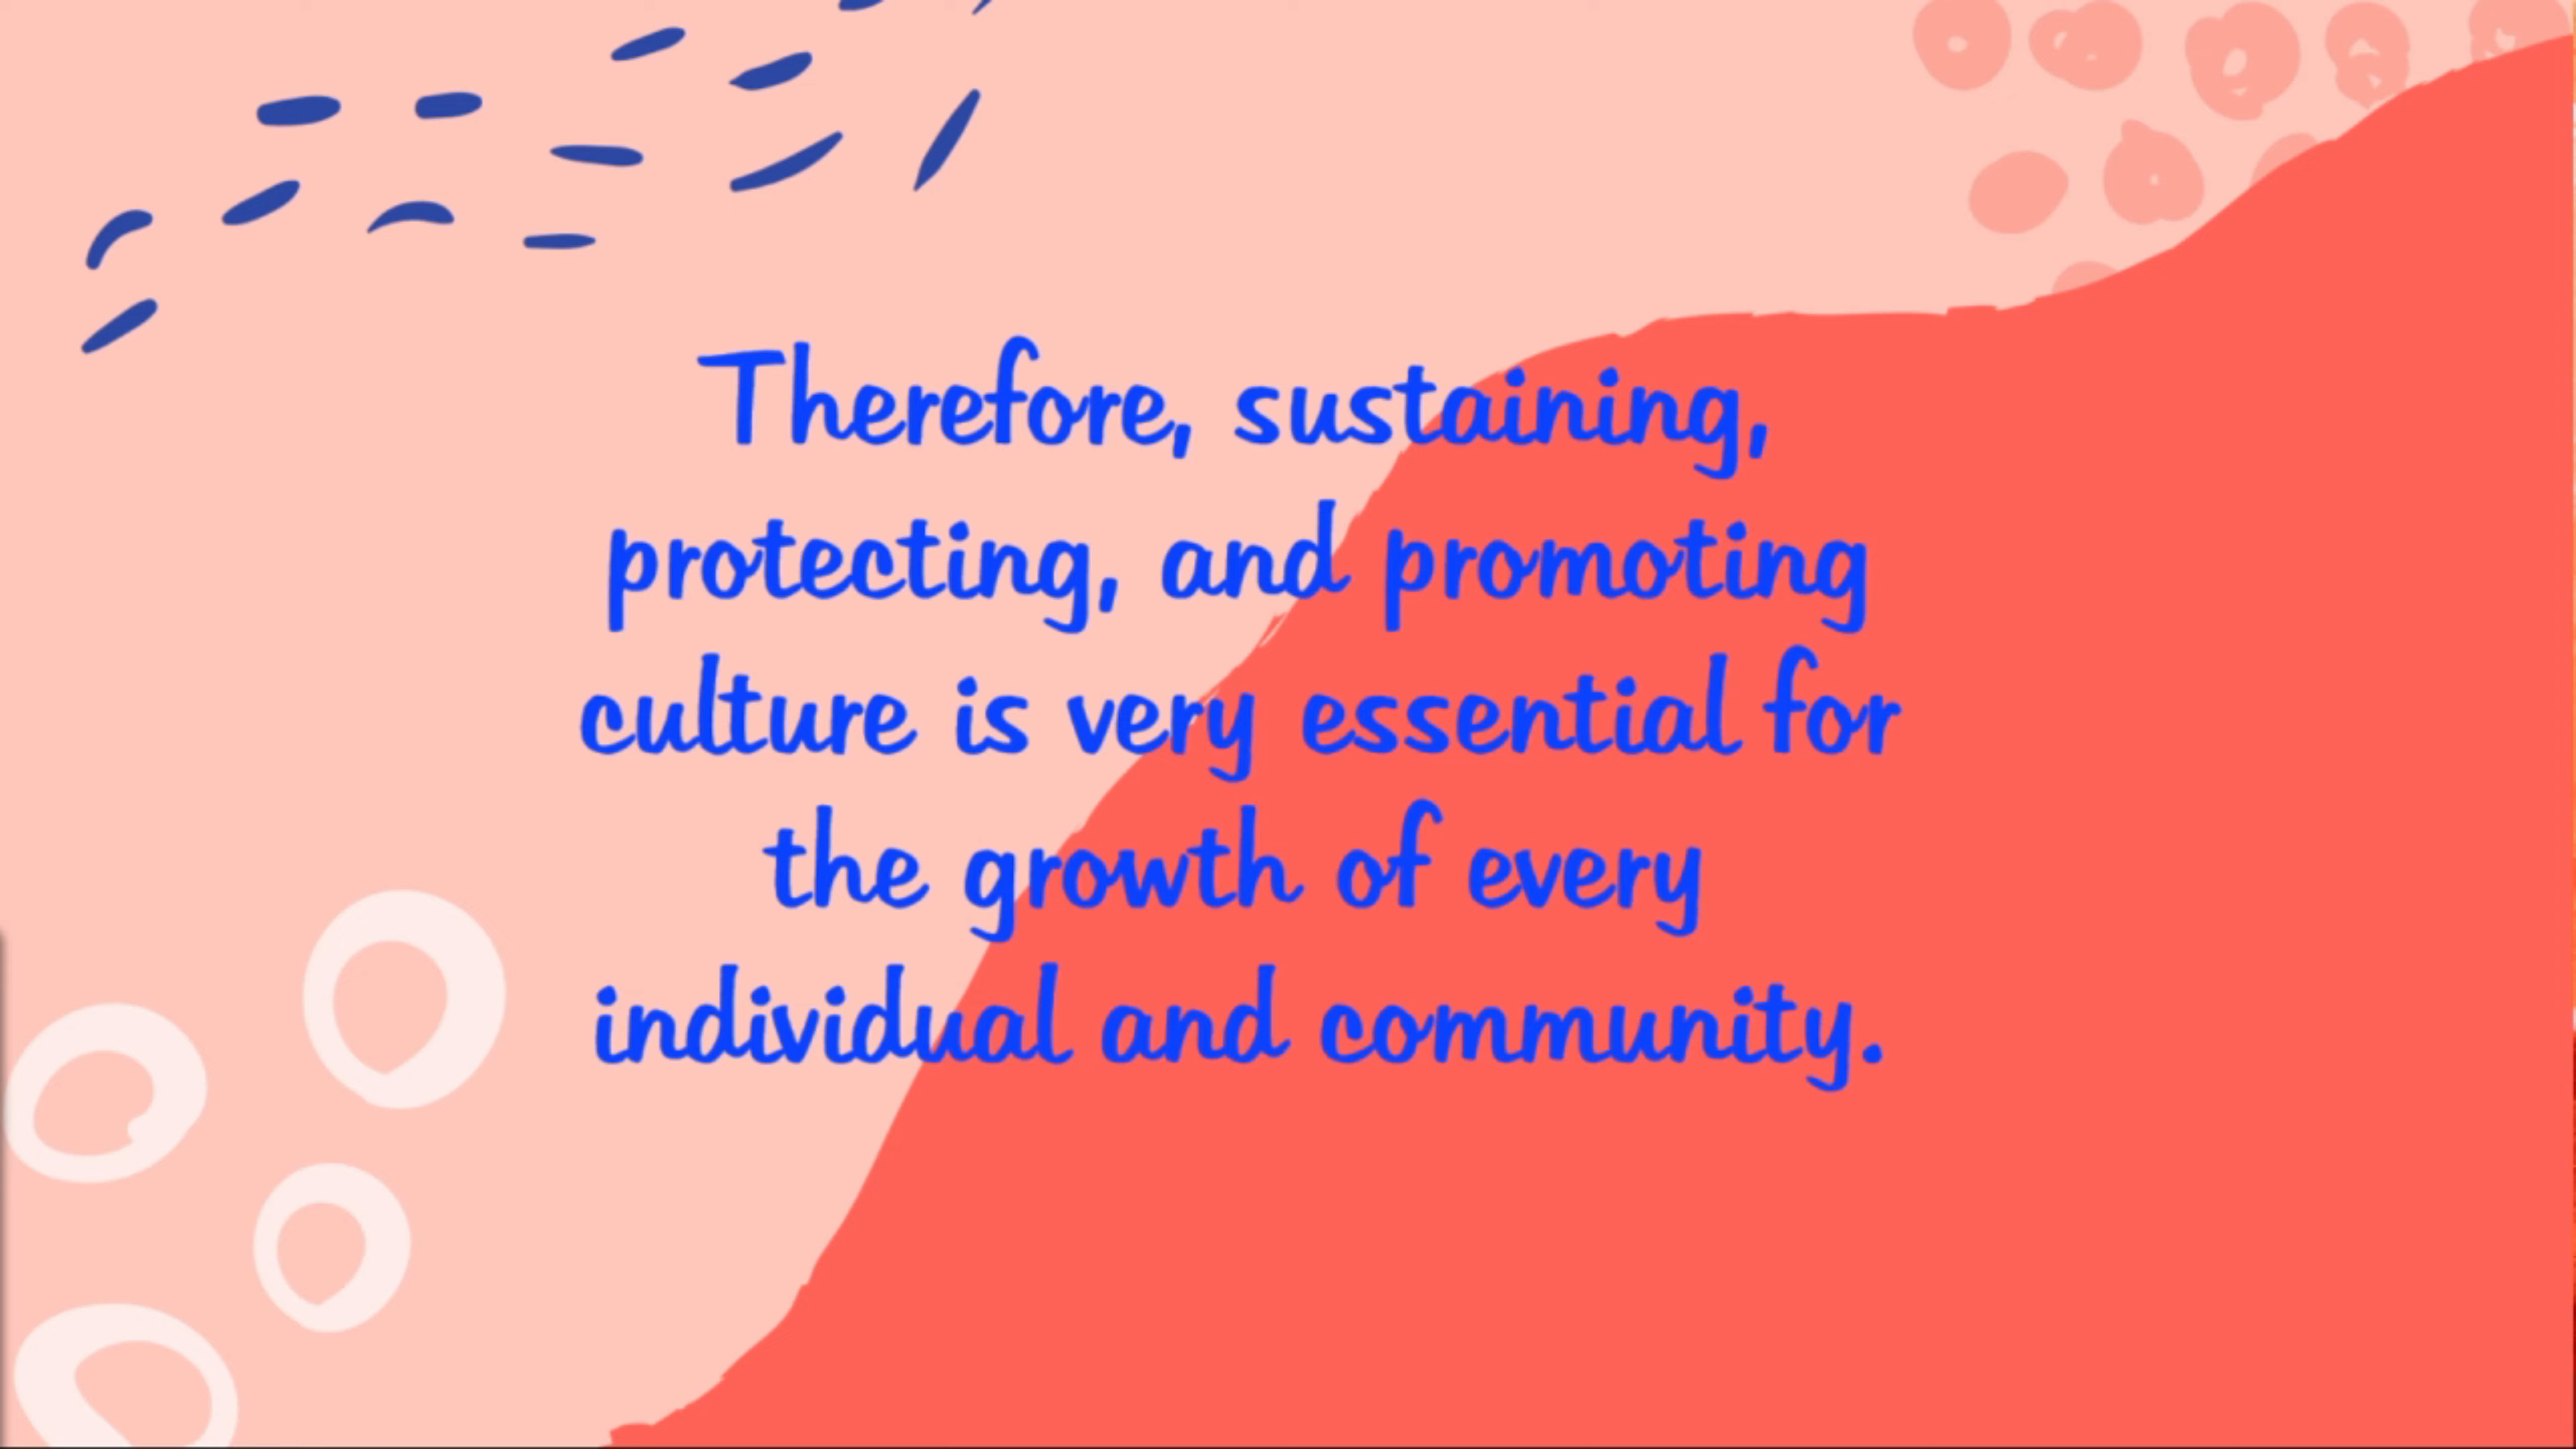 Therefore, sustaining,
protecting, and promoting
culture is very essential for
the growth of every
individual and community.